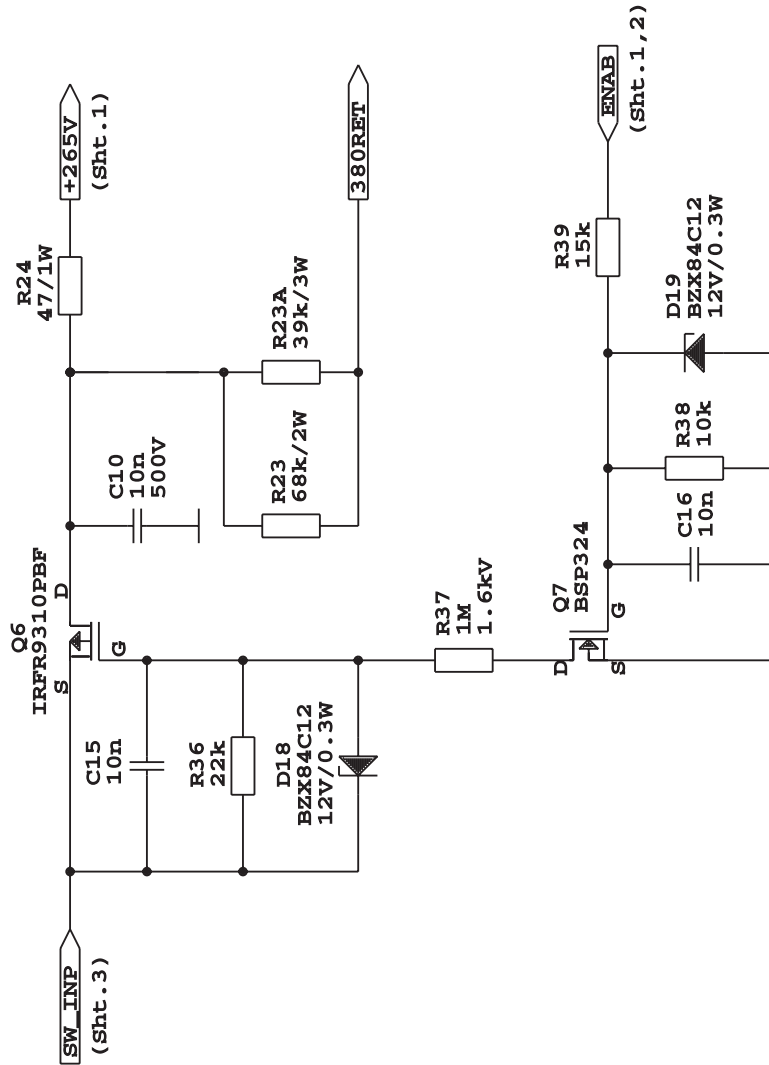 SW_INP
(Sht.3)
Q6
IRFR9310PBF
S
D
G
C15
10n
R36
22k
D18
BZX84C12
12V/0.3W
C10
10n
500V
R24
47/1W
+265V
(Sht.1)
R23
68k/2W
R23A
39k/3W
380RET
R37
1M
1.6kV
Q7
BSP324
D
S
G
C16
10n
R38
10k
D19
BZX84C12
12V/0.3W
R39
15k
ENAB
(Sht.1,2)